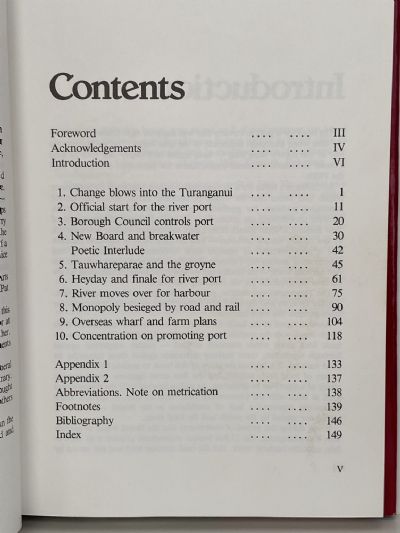 Contents
Foreword .... .... III
Acknowledgements .... .... IV
Introduction .... .... VI
1. Change blows into the Turanganui .... .... 1
2. Official start for the river port .... .... 11
3. Borough Council controls port .... .... 20
4. New Board and breakwater .... .... 30
Poetic Interlude .... .... 42
5. Tauwhareparae and the groyne .... .... 45
6. Heyday and finale for river port .... .... 61
7. River moves over for harbour .... .... 75
8. Monopoly besieged by road and rail .... .... 90
9. Overseas wharf and farm plans .... .... 104
10. Concentration on promoting port .... .... 118
Appendix 1 .... .... 133
Appendix 2 .... .... 137
Abbreviations. Note on metrication .... .... 138
Footnotes .... .... 139
Bibliography .... .... 146
Index .... .... 149
V